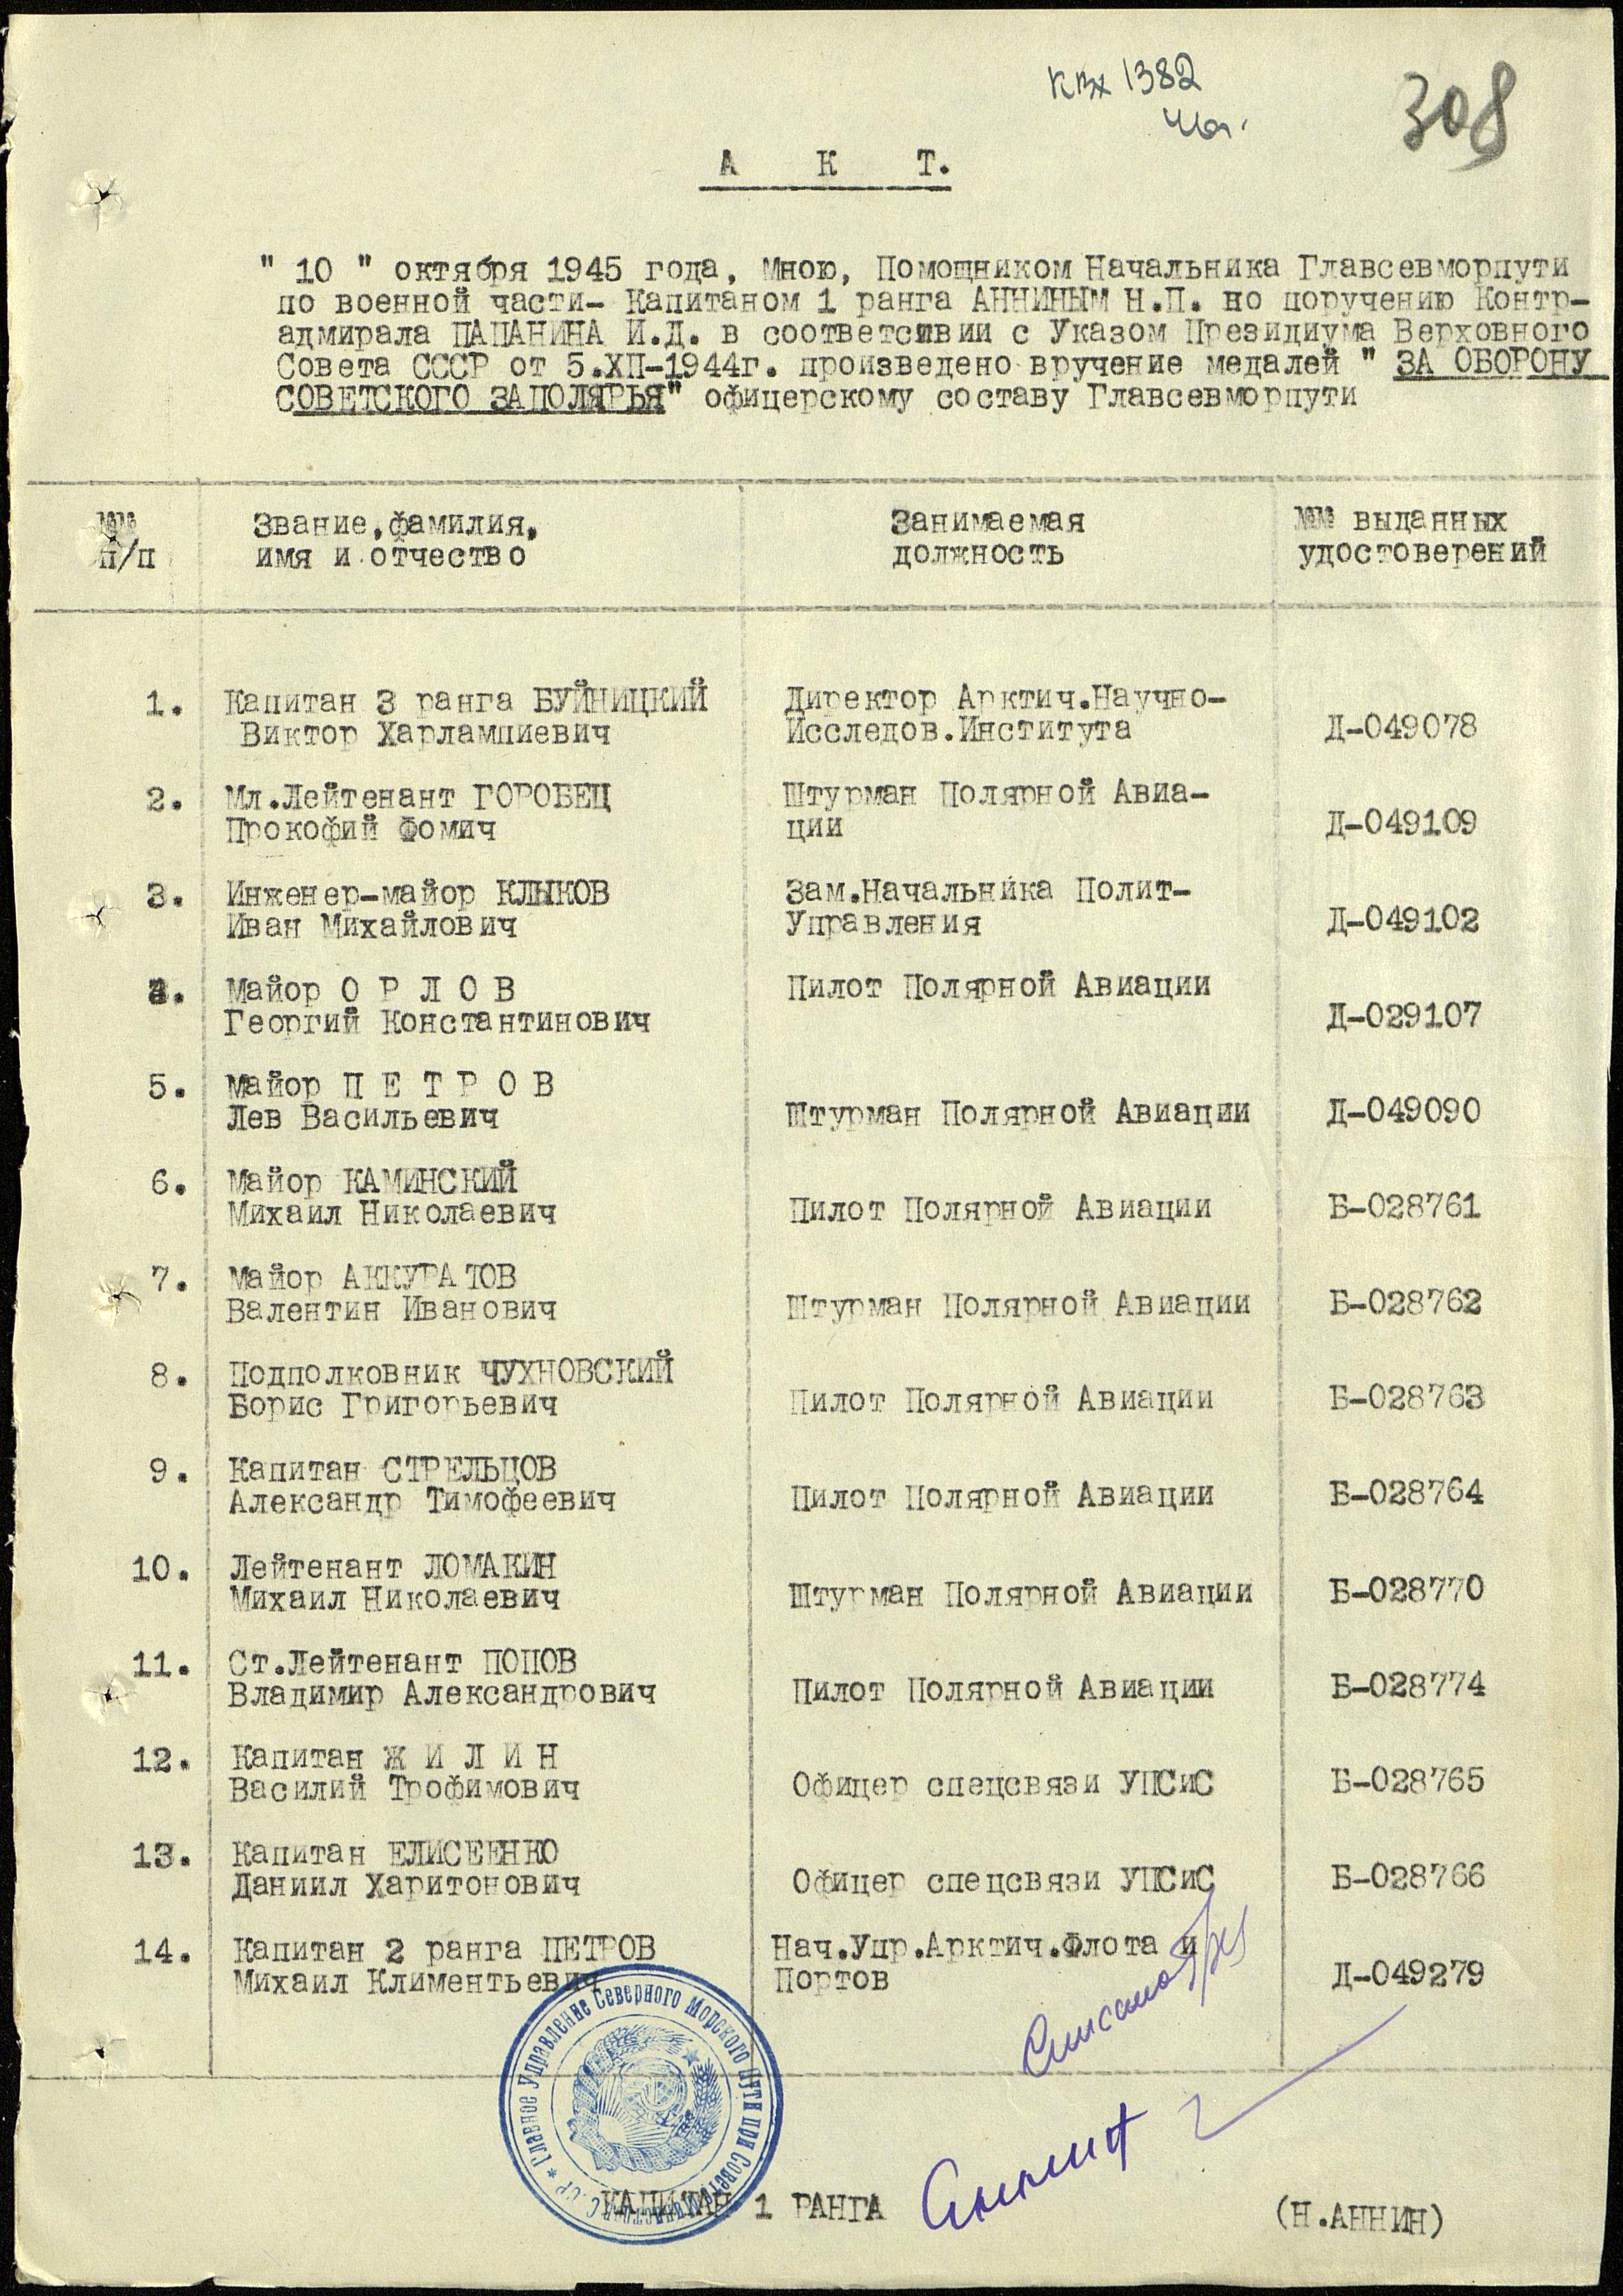 КВх 1382
308
А К Т.
" 10 " октября 1945 года, мною, Помощником Начальника Главсевморпути
по военной части- Капитаном 1 ранга АННИНЫМ Н.П. по поручению Контр-
адмирала ПАПАНИНА И.Д. в соответсивии с Указом Президиума Верховного
Совета СССР от 5.ХП-1944г. произведено вручение медалей " ЗА ОБОРОНУ
СОВЕТСКОГО ЗАПОЛЯРЬЯ" офицерскому составу Главсевморпути
№№ Звание,фамилия, Занимаемая №№ выданных
п/п имя и отчество должность удостоверений
1. Капитан 3 ранга БУЙНИЦКИЙ Директор Арктич.Научно-
Виктор Харлампиевич Исследов.Института Д-049078
2. Мл.Лейтенант ГОРОБЕЦ Штурман Полярной Авиа-
Прокофий Фомич ции Д-049109
3. Инженер-майор КЛЫКОВ Зам.Начальника Полит-
Иван Михайлович Управления Д-049102
4. Майор О Р Л О В Пилот Полярной Авиации
Георгий Константинович Д-029107
5. Майор П Е Т Р О В
Лев Васильевич Штурман Полярной Авиации Д-049090
6. Майор КАМИНСКИЙ
Михаил Николаевич Пилот Полярной Авиации Б-028761
7. Майор АККУРАТОВ
Валентин Иванович Штурман Полярной Авиации Б-028762
8. Подполковник ЧУХНОВСКИЙ
Борис Григорьевич Пилот Полярной Авиации Б-028763
9. Капитан СТРЕЛЬЦОВ
Александр Тимофеевич Пилот Полярной Авиации Б-028764
10. Лейтенант ЛОМАКИН
Михаил Николаевич Штурман Полярной Авиации Б-028770
11. Ст.Лейтенант ПОПОВ
Владимир Александрович Пилот Полярной Авиации Б-028774
12. Капитан Ж И Л И Н
Василий Трофимович Офицер спецсвязи УПСиС Б-028765
13. Капитан ЕЛИСЕЕНКО
Даниил Харитонович Офицер спецсвязи УПСиС Б-028766
14. Капитан 2 ранга ПЕТРОВ Нач.Упр.Арктич.Флота и
Михаил Климентьевич Портов Д-049279
Главное Управление Северного Морского Пути при
КАПИТАН 1 РАНГА (Н.АННИН)